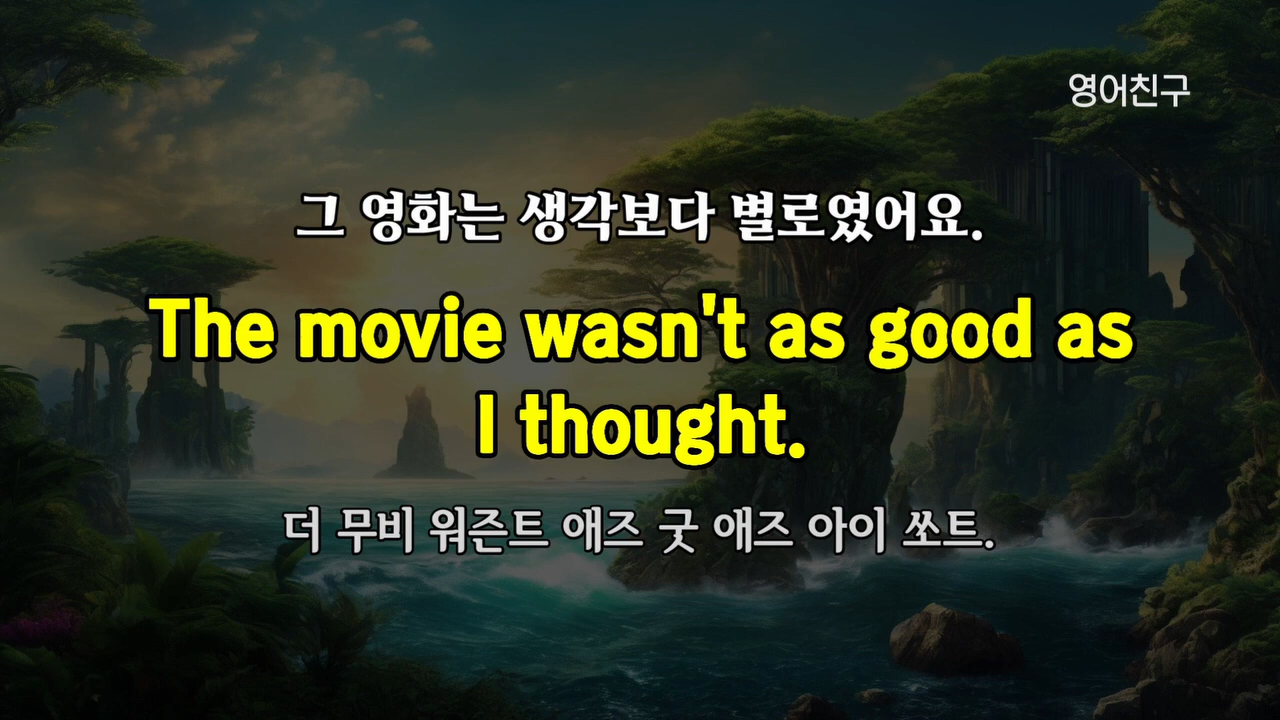 영어친구
그 영화는 생각보다 별로였어요.
The movie wasn't as good as
I thought.
더 무비 워즌트 애즈 굿 애즈 아이 쏘트.